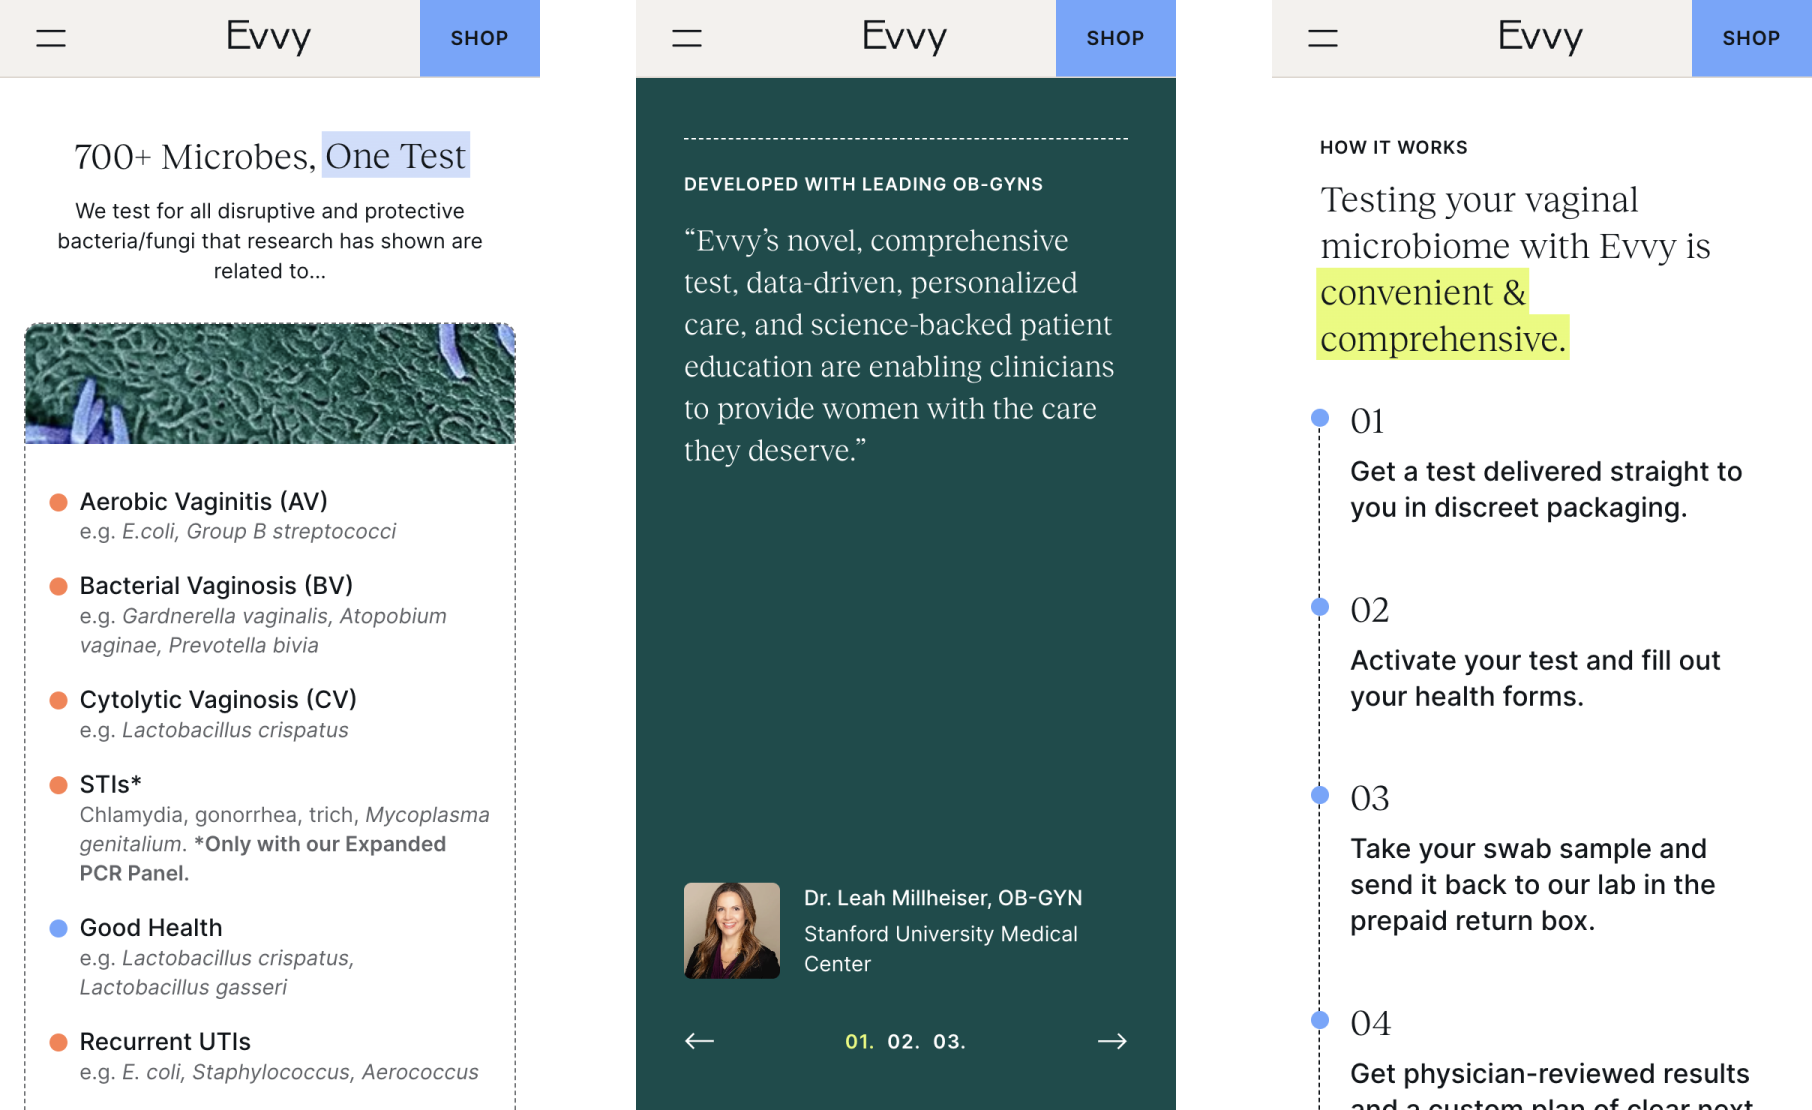 Evvy
SHOP
700+ Microbes, One Test
We test for all disruptive and protective
bacteria/fungi that research has shown are
related to...
Aerobic Vaginitis (AV)
e.g. E.coli, Group B streptococci
Bacterial Vaginosis (BV)
e.g. Gardnerella vaginalis, Atopobium
vaginae, Prevotella bivia
Cytolytic Vaginosis (CV)
e.g. Lactobacillus crispatus
STIs*
Chlamydia, gonorrhea, trich, Mycoplasma
genitalium. *Only with our Expanded
PCR Panel.
Good Health
e.g. Lactobacillus crispatus,
Lactobacillus gasseri
Recurrent UTIs
e.g. E. coli, Staphylococcus, Aerococcus
Evvy
SHOP
DEVELOPED WITH LEADING OB-GYNS
“Evvy’s novel, comprehensive
test, data-driven, personalized
care, and science-backed patient
education are enabling clinicians
to provide women with the care
they deserve.”
Dr. Leah Millheiser, OB-GYN
Stanford University Medical
Center
01. 02. 03.
Evvy
SHOP
HOW IT WORKS
Testing your vaginal
microbiome with Evvy is
convenient &
comprehensive.
01
Get a test delivered straight to
you in discreet packaging.
02
Activate your test and fill out
your health forms.
03
Take your swab sample and
send it back to our lab in the
prepaid return box.
04
Get physician-reviewed results
and a custom plan of clear next